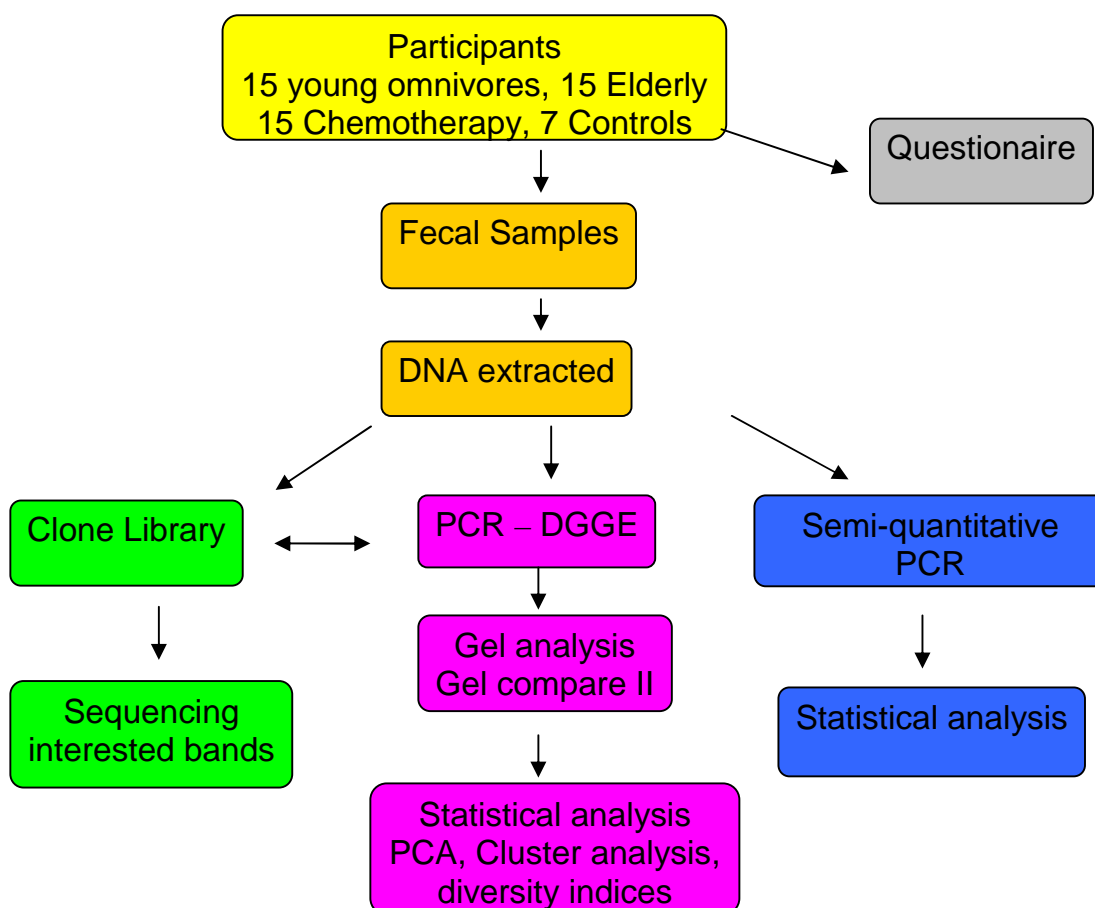 Participants
15 young omnivores, 15 Elderly
15 Chemotherapy, 7 Controls
Questionaire
Fecal Samples
DNA extracted
Clone Library
PCR – DGGE
Semi-quantitative
PCR
Gel analysis
Gel compare II
Sequencing
interested bands
Statistical analysis
Statistical analysis
PCA, Cluster analysis,
diversity indices